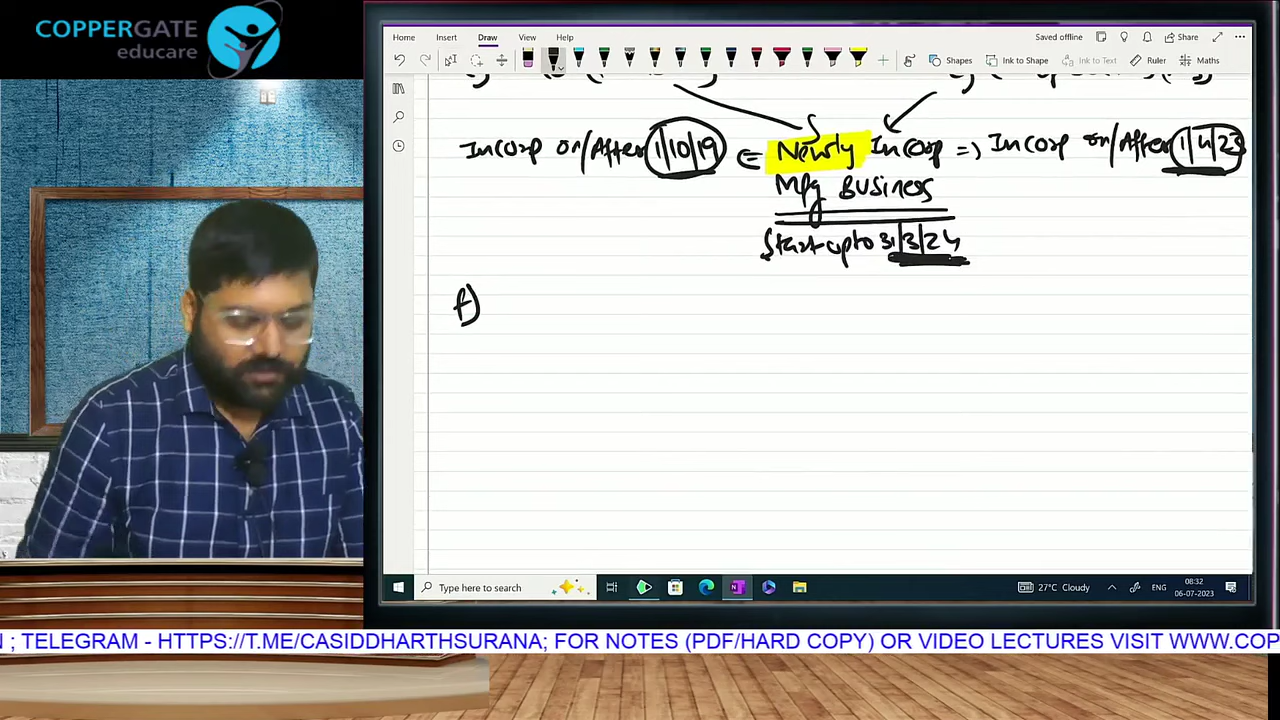 COPPERGATE
educare
Home Insert Draw View Help
Saved offline
Share
Shapes
Ink to Shape
Ink to Text
Ruler
Maths
Incorp on/After 1/10/19 ⇐ Newly Incorp => Incorp on/After 1/4/23
Mfg Business
Start upto 31/3/24
f)
Type here to search
27°C Cloudy
ENG
08:32
06-07-2023
; TELEGRAM - HTTPS://T.ME/CASIDDHARTHSURANA; FOR NOTES (PDF/HARD COPY) OR VIDEO LECTURES VISIT WWW.COP